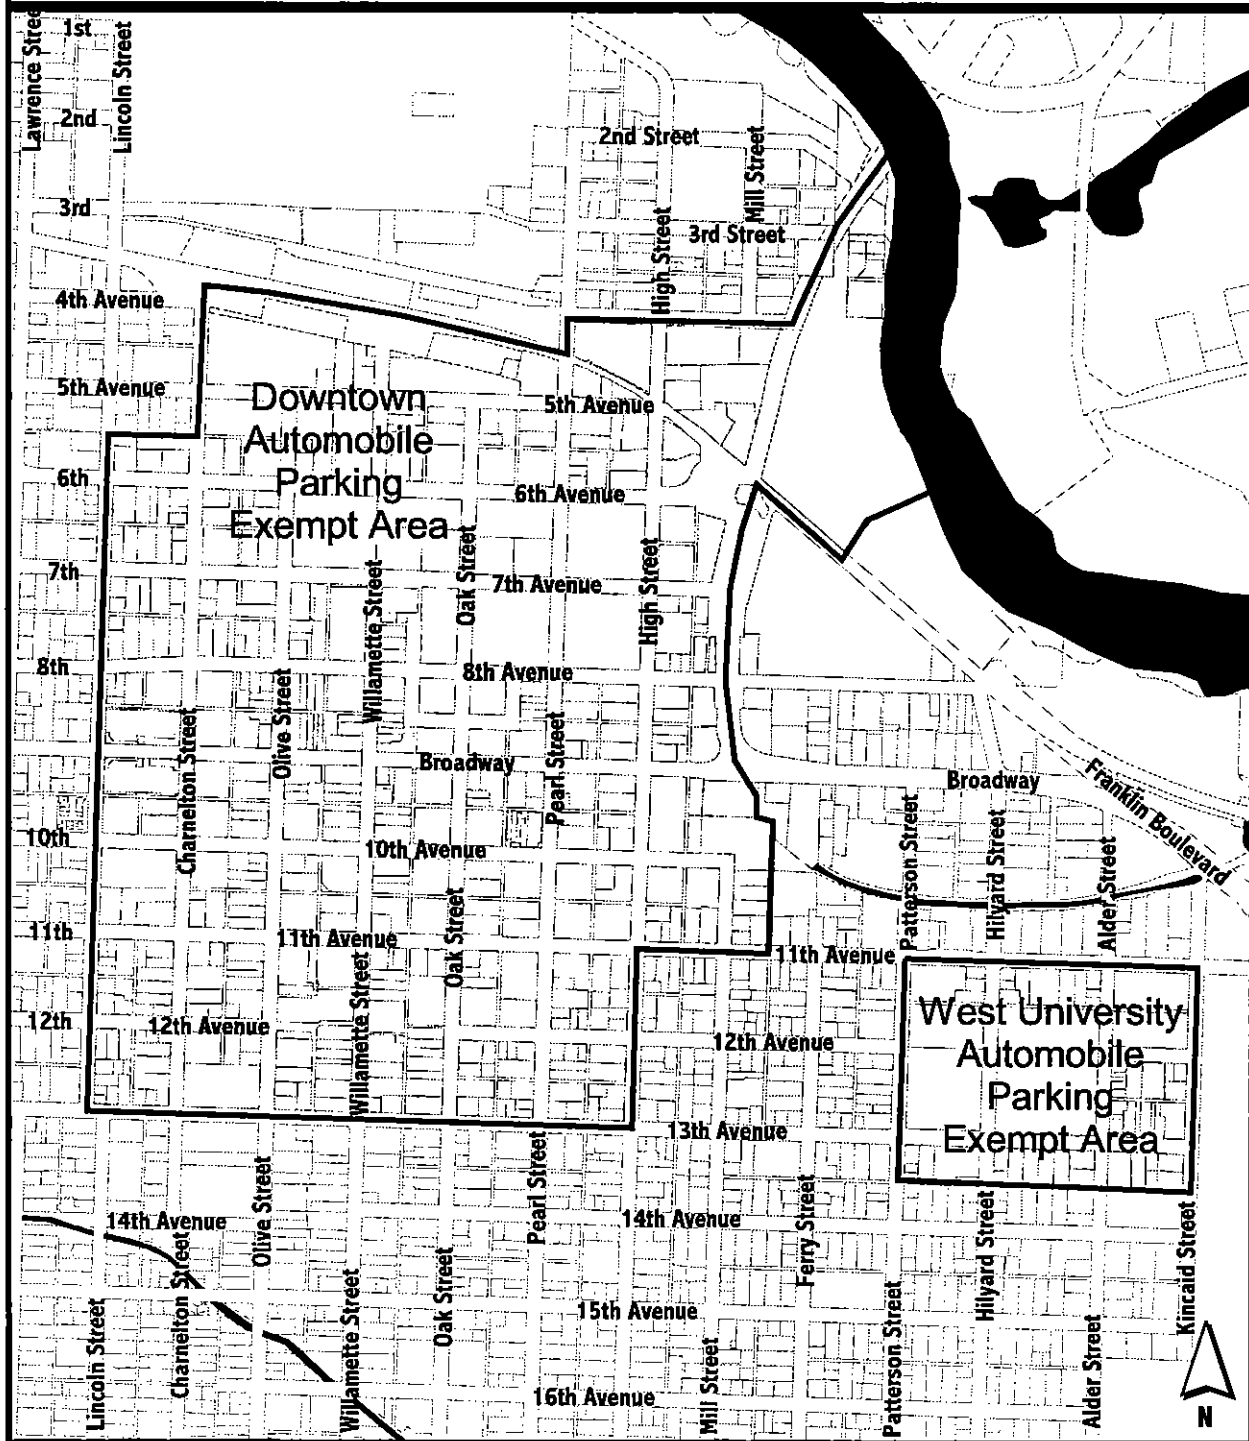 1st
Lawrence Stree
Lincoln Street
2nd
2nd Street
Mill Street
3rd
3rd Street
High Street
4th Avenue
5th Avenue
Downtown
Automobile
Parking
Exempt Area
5th Avenue
6th
6th Avenue
Oak Street
7th
7th Avenue
High Street
Willamette Street
8th
8th Avenue
Olive Street
Charnelton Street
Broadway
Pearl Street
Broadway
Franklin Boulevard
10th
10th Avenue
Patterson Street
Hilyard Street
Alder Street
Oak Street
11th
11th Avenue
11th Avenue
Willamette Street
West University
Automobile
Parking
Exempt Area
12th
12th Avenue
12th Avenue
13th Avenue
Pearl Street
Olive Street
14th Avenue
14th Avenue
Ferry Street
Hilyard Street
Kincaid Street
Charnelton Street
Oak Street
15th Avenue
Lincoln Street
Willamette Street
Mill Street
Patterson Street
Alder Street
16th Avenue
N